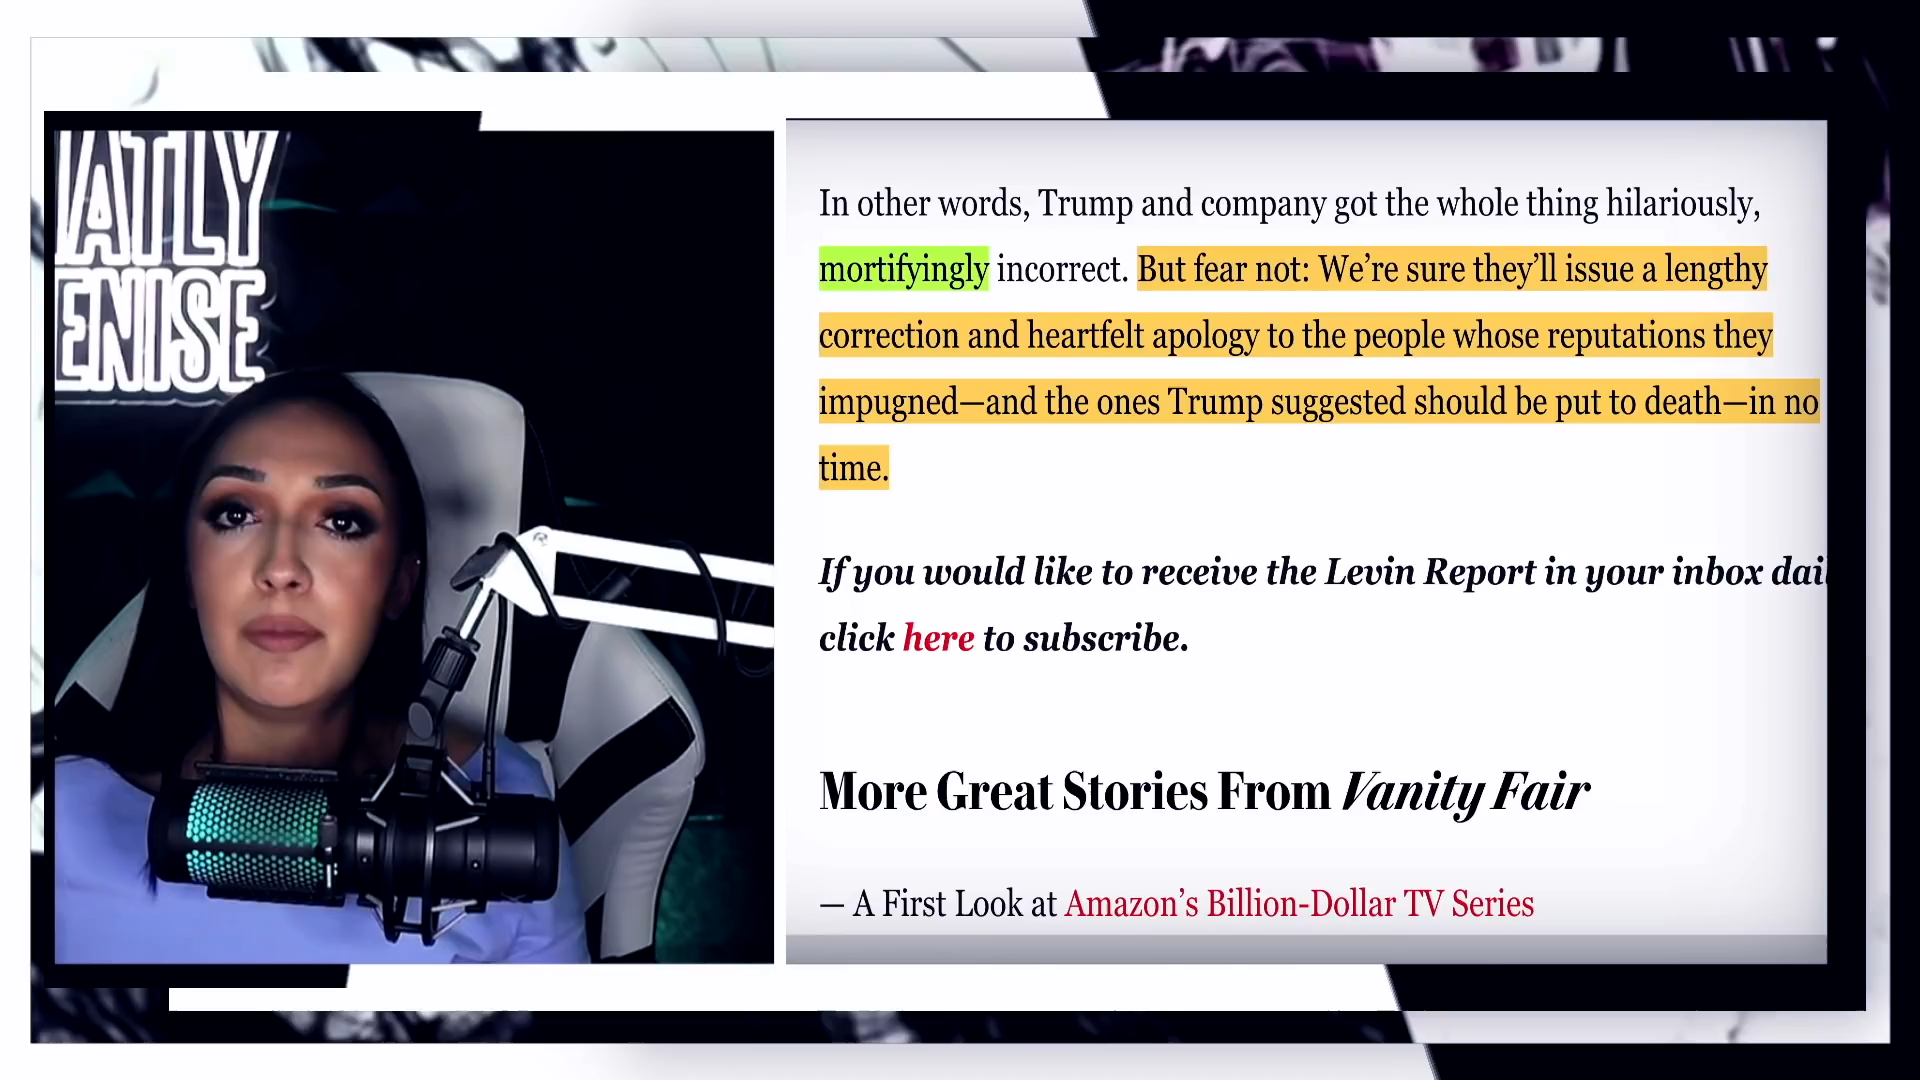 ATLY
ENISE
In other words, Trump and company got the whole thing hilariously,
mortifyingly incorrect. But fear not: We’re sure they’ll issue a lengthy
correction and heartfelt apology to the people whose reputations they
impugned—and the ones Trump suggested should be put to death—in no
time.
If you would like to receive the Levin Report in your inbox dail
click here to subscribe.
More Great Stories From Vanity Fair
— A First Look at Amazon’s Billion-Dollar TV Series